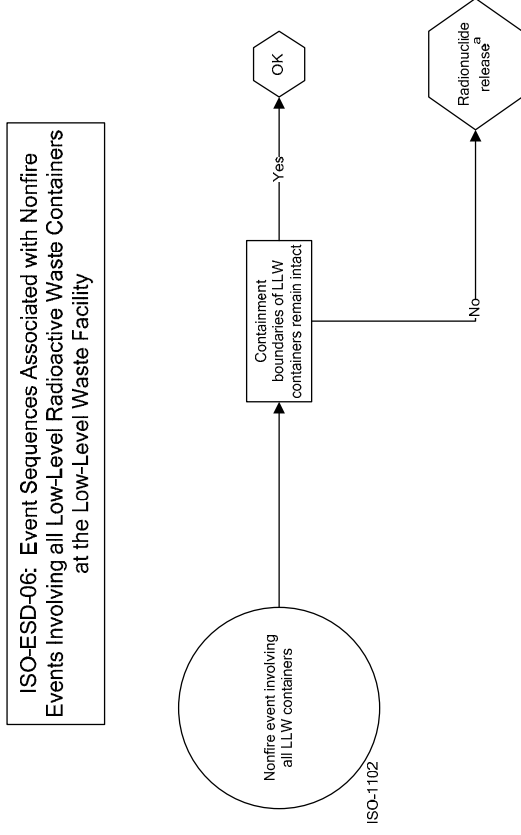 ISO-ESD-06: Event Sequences Associated with Nonfire
Events Involving all Low-Level Radioactive Waste Containers
at the Low-Level Waste Facility
Nonfire event involving
all LLW containers
ISO-1102
Containment
boundaries of LLW
containers remain intact
Yes
OK
No
Radionuclide
release a